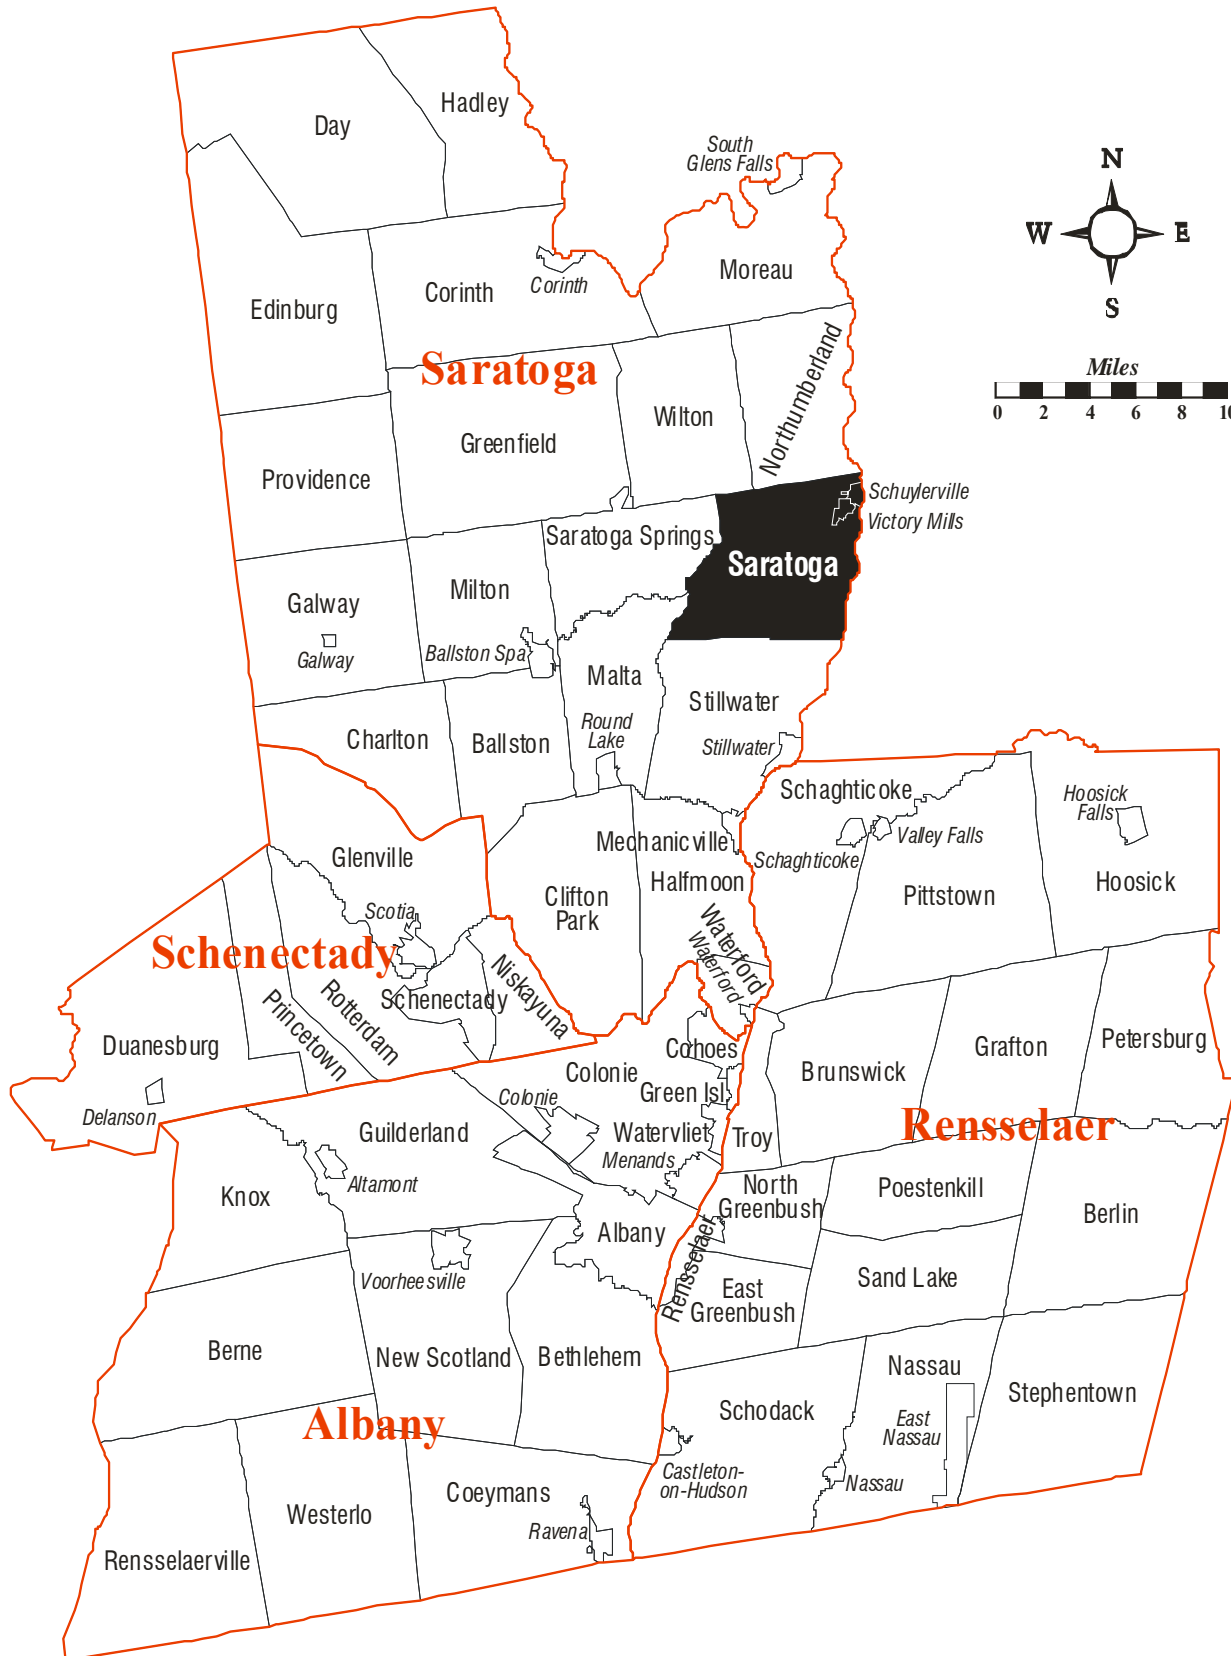 Day
Hadley
South
Glens Falls
N
W
E
S
Moreau
Corinth
Corinth
Edinburg
Saratoga
Northumberland
Miles
0 2 4 6 8 10
Wilton
Greenfield
Providence
Schuylerville
Victory Mills
Saratoga Springs
Saratoga
Milton
Galway
Galway
Ballston Spa
Malta
Stillwater
Round
Lake
Stillwater
Charlton
Ballston
Schaghticoke
Hoosick
Falls
Mechanicville
Valley Falls
Schaghticoke
Glenville
Halfmoon
Hoosick
Clifton
Park
Pittstown
Scotia
Waterford
Waterford
Schenectady
Niskayuna
Schenectady
Rotterdam
Princetown
Duanesburg
Cohoes
Grafton
Petersburg
Colonie
Brunswick
Green Isl.
Colonie
Delanson
Rensselaer
Guilderland
Watervliet
Troy
Menands
Altamont
Knox
North
Greenbush
Poestenkill
Berlin
Albany
Rensselaer
Voorheesville
Sand Lake
East
Greenbush
Berne
New Scotland
Bethlehem
Nassau
Stephentown
Schodack
Albany
East
Nassau
Castleton-
on-Hudson
Nassau
Coeymans
Westerlo
Ravena
Rensselaerville